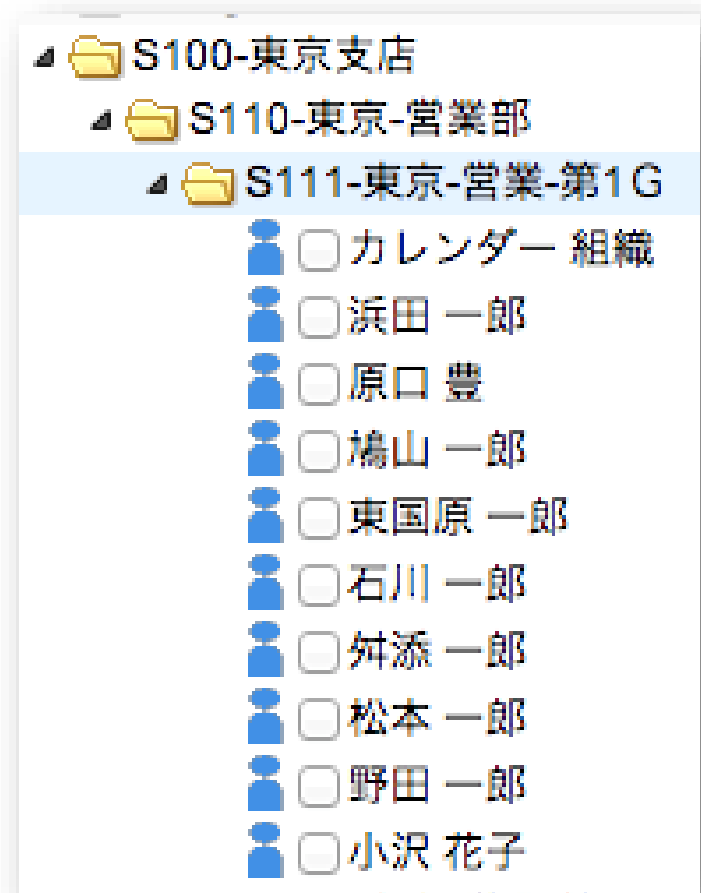 S100-東京支店
S110-東京-営業部
S111-東京-営業-第1G
カレンダー 組織
浜田 一郎
原口 豊
鳩山 一郎
東国原 一郎
石川 一郎
舛添 一郎
松本 一郎
野田 一郎
小沢 花子